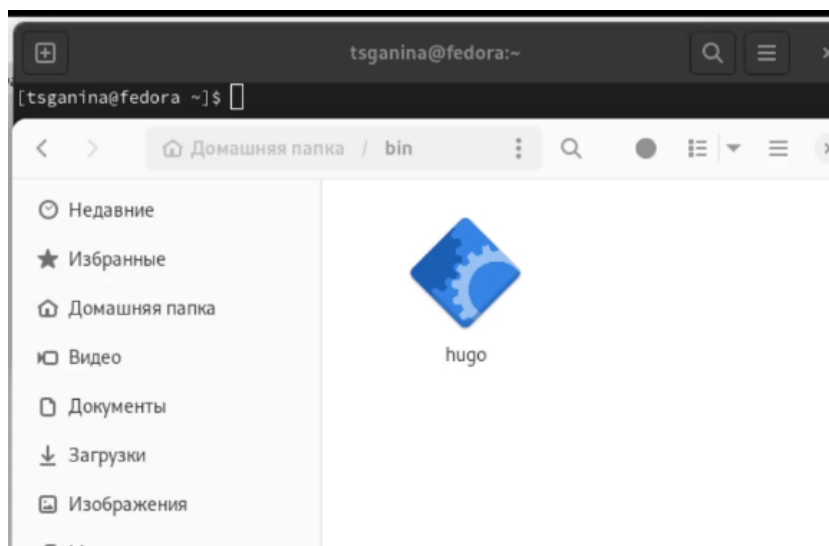 tsganina@fedora:~
[tsganina@fedora ~]$
Домашняя папка / bin
Недавние
Избранные
Домашняя папка
Видео
Документы
Загрузки
Изображения
hugo